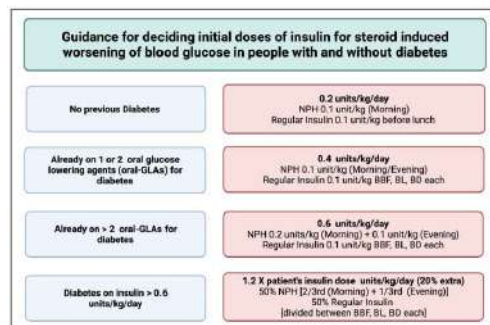 Guidance for deciding initial doses of insulin for steroid induced
worsening of blood glucose in people with and without diabetes
No previous Diabetes
0.2 units/kg/day
NPH 0.1 unit/kg (Morning)
Regular Insulin 0.1 unit/kg before lunch
Already on 1 or 2 oral glucose
lowering agents (oral-GLAs) for
diabetes
0.4 units/kg/day
NPH 0.1 unit/kg (Morning/Evening)
Regular Insulin 0.1 unit/kg BBF, BL, BD each
Already on > 2 oral-GLAs for
diabetes
0.6 units/kg/day
NPH 0.2 units/kg (Morning) + 0.1 unit/kg (Evening)
Regular Insulin 0.1 unit/kg BBF, BL, BD each
Diabetes on insulin > 0.6
units/kg/day
1.2 X patient's insulin dose units/kg/day (20% extra)
50% NPH [2/3rd (Morning) + 1/3rd (Evening)]
50% Regular Insulin
[divided between BBF, BL, BD each]